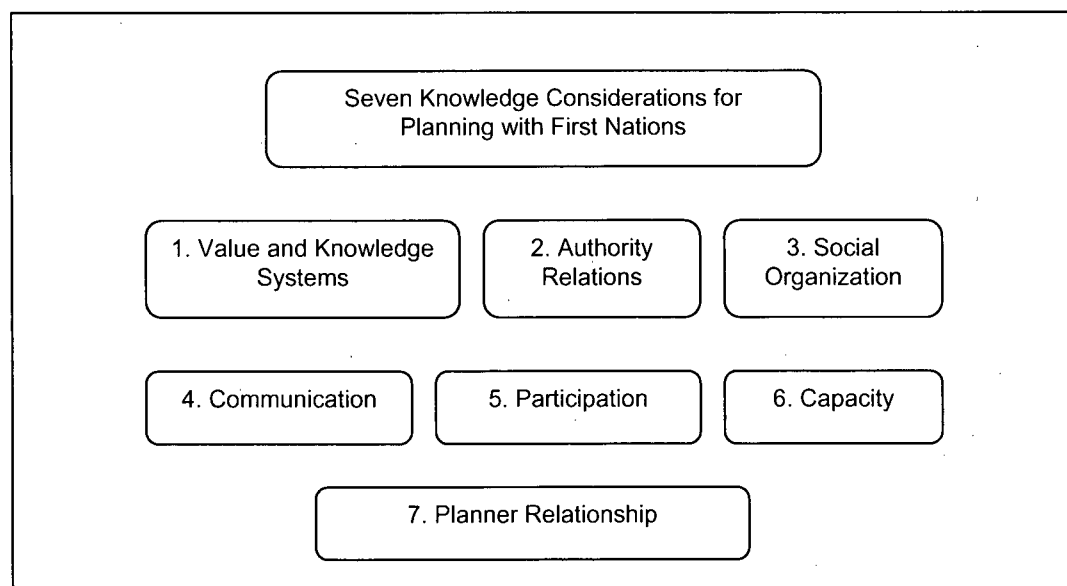 Seven Knowledge Considerations for
Planning with First Nations
1. Value and Knowledge
Systems
2. Authority
Relations
3. Social
Organization
4. Communication
5. Participation
6. Capacity
7. Planner Relationship